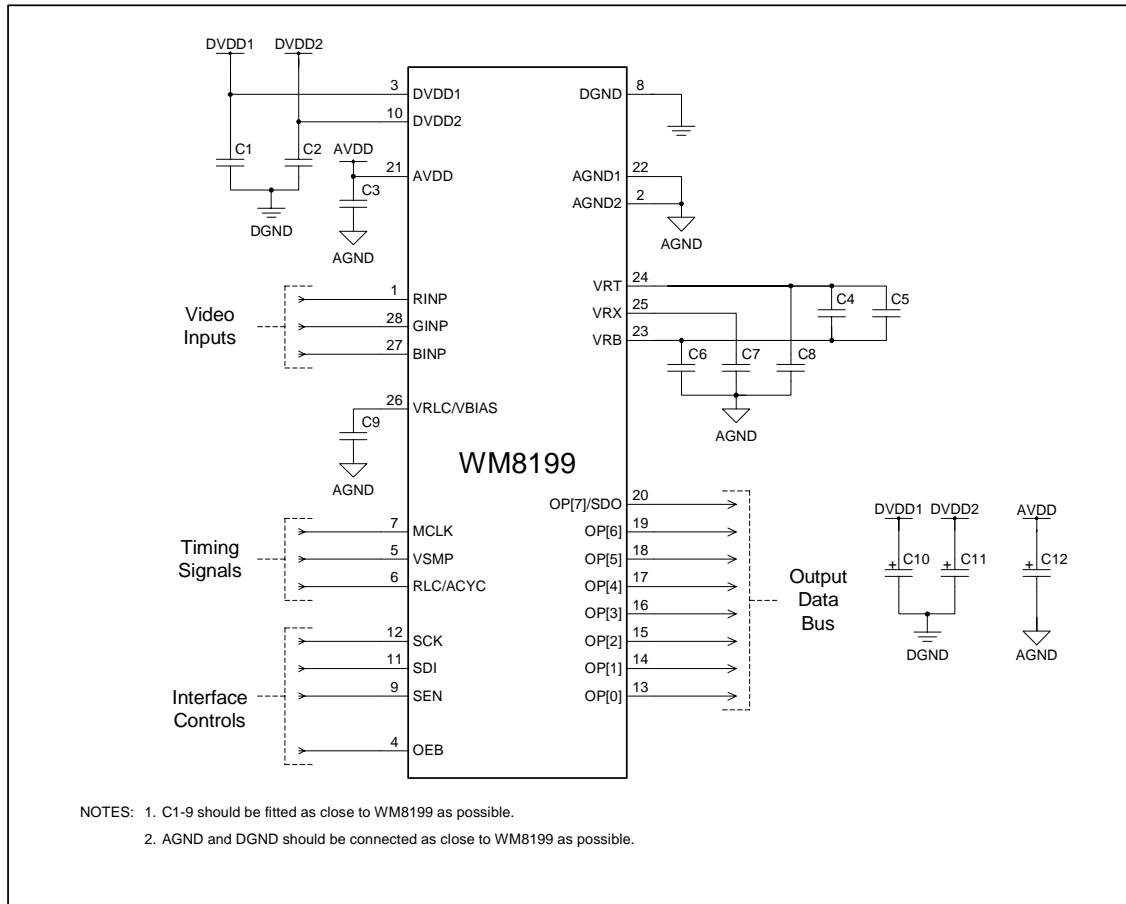 DVDD1 DVDD2
3 DVDD1
10 DVDD2
C1 C2
DGND
AVDD
21 AVDD
C3
AGND
DGND 8
AGND1 22
AGND2 2
AGND
Video
Inputs
1 RINP
28 GINP
27 BINP
VRT 24
VRX 25
VRB 23
C4 C5
C6 C7 C8
AGND
26 VRLC/VBIAS
C9
AGND
WM8199
Timing
Signals
7 MCLK
5 VSMP
6 RLC/ACYC
Interface
Controls
12 SCK
11 SDI
9 SEN
4 OEB
OP[7]/SDO 20
OP[6] 19
OP[5] 18
OP[4] 17
OP[3] 16
OP[2] 15
OP[1] 14
OP[0] 13
Output
Data
Bus
DVDD1 DVDD2 AVDD
+ C10 + C11 + C12
DGND AGND
NOTES: 1. C1-9 should be fitted as close to WM8199 as possible.
2. AGND and DGND should be connected as close to WM8199 as possible.